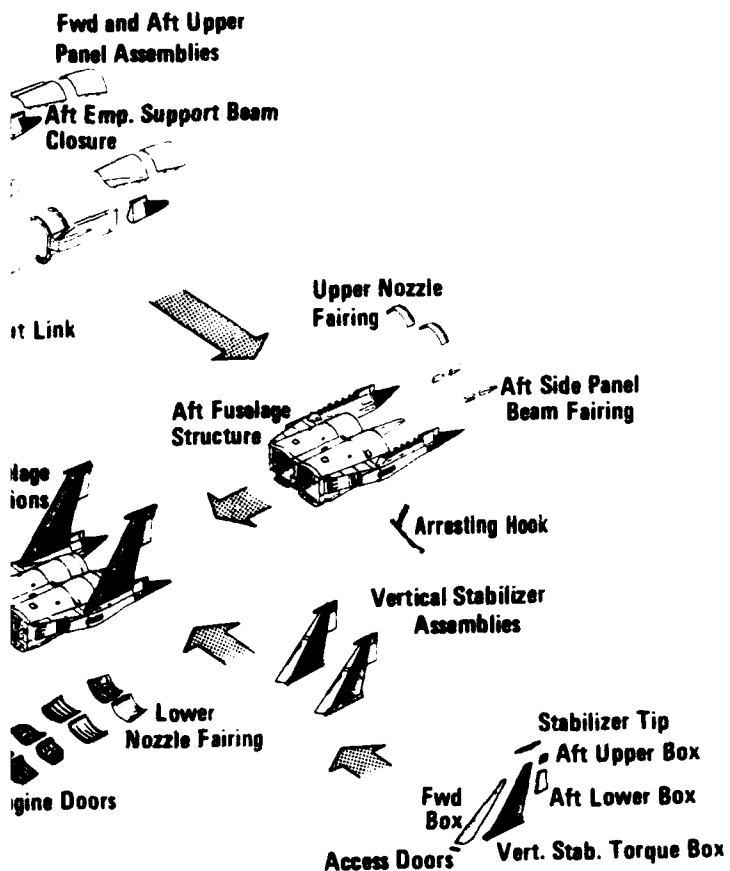 Fwd and Aft Upper
Panel Assemblies
Aft Emp. Support Beam
Closure
Upper Nozzle
Fairing
Link
Aft Side Panel
Beam Fairing
Aft Fuselage
Structure
Arresting Hook
Vertical Stabilizer
Assemblies
Lower
Nozzle Fairing
Stabilizer Tip
Aft Upper Box
Aft Lower Box
Fwd
Box
Doors
Vert. Stab. Torque Box
Access Doors